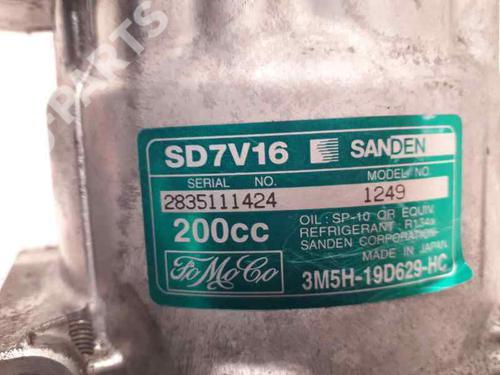 PARTS
SD7V16 SANDEN
SERIAL NO. MODEL NO.
2835111424 1249
200cc
OIL: SP-10 OR EQUIV.
REFRIGERANT: R134a
SANDEN CORPORATION
MADE IN JAPAN
FoMoCo
3M5H-19D629-HC